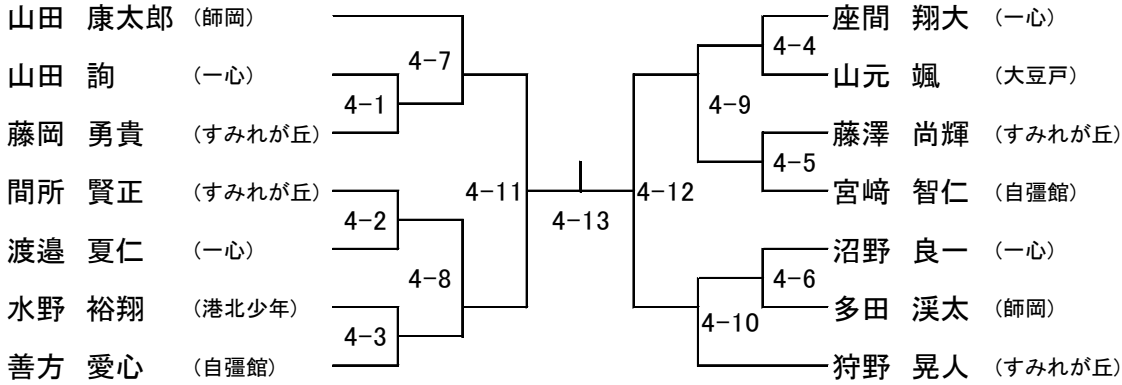 山田 康太郎 (師岡) 座間 翔大 (一心)
4-7 4-4
山田 詢 (一心) 山元 颯 (大豆戸)
4-1 4-9
藤岡 勇貴 (すみれが丘) 藤澤 尚輝 (すみれが丘)
4-5
間所 賢正 (すみれが丘) 4-11 4-12 宮﨑 智仁 (自彊館)
4-2 4-13
渡邉 夏仁 (一心) 沼野 良一 (一心)
4-8 4-6
水野 裕翔 (港北少年) 多田 渓太 (師岡)
4-3 4-10
善方 愛心 (自彊館) 狩野 晃人 (すみれが丘)